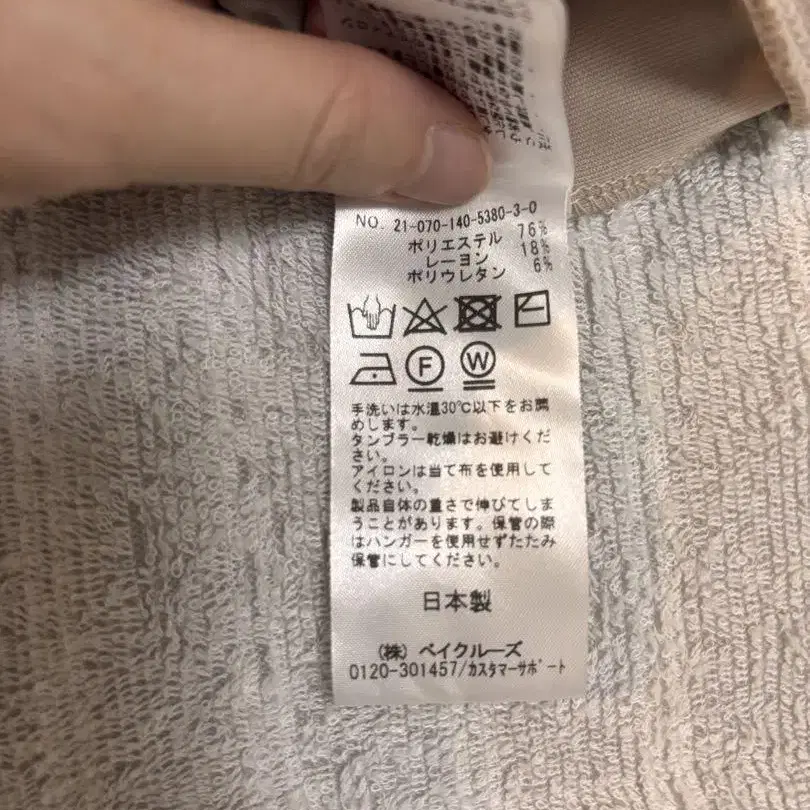 NO. 21-070-140-5380-3-0
ポリエステル 76%
レーヨン 18%
ポリウレタン 6%
F W
手洗いは水温30℃以下をお薦
めします。
タンブラー乾燥はお避けくだ
さい。
アイロンは当て布を使用して
ください。
製品自体の重さで伸びてしま
うことがあります。保管の際
はハンガーを使用せずたたみ
保管にしてください。
日本製
(株) ベイクルーズ
0120-301457/カスタマーサポート